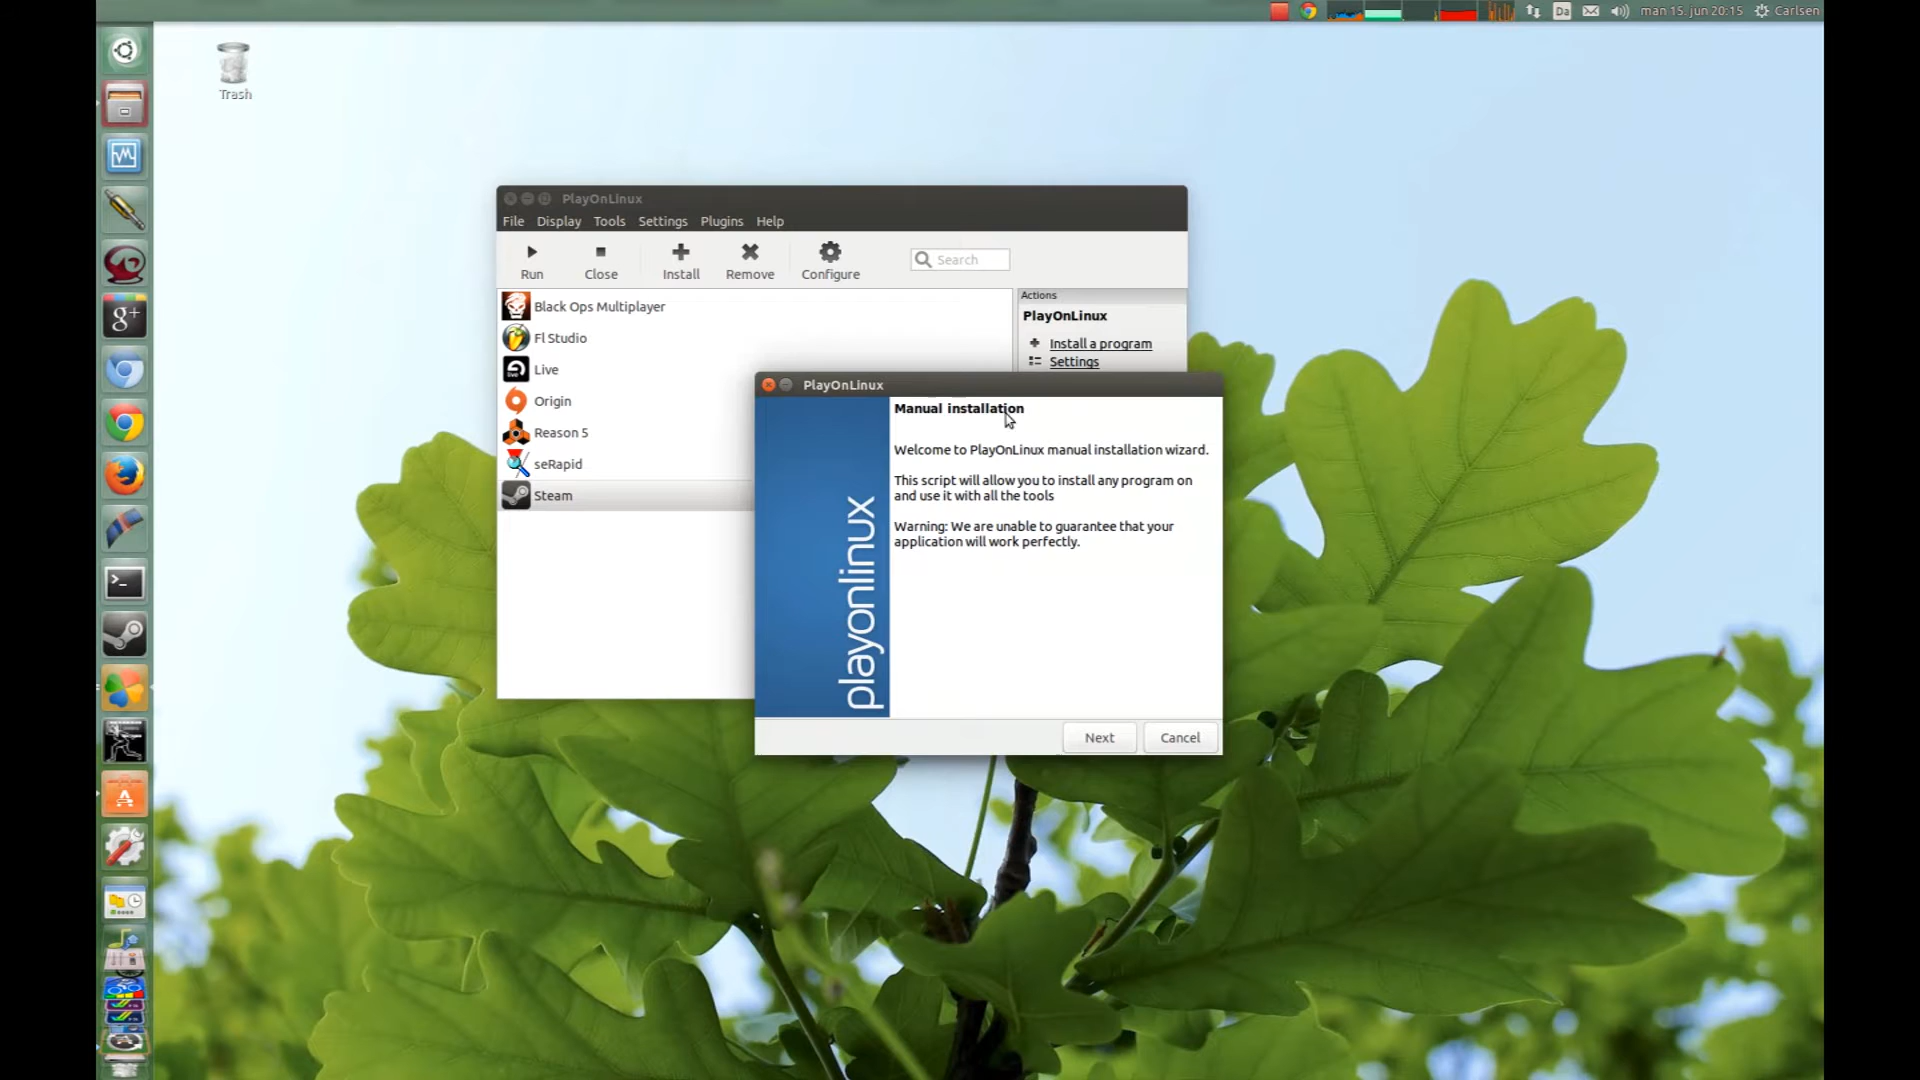 Da
man 15. jun 20:15
Carlsen
Trash
PlayOnLinux
File Display Tools Settings Plugins Help
Run
Close
Install
Remove
Configure
Search
Black Ops Multiplayer
Fl Studio
Live
Origin
Reason 5
seRapid
Steam
Actions
PlayOnLinux
Install a program
Settings
PlayOnLinux
Manual installation
Welcome to PlayOnLinux manual installation wizard.
This script will allow you to install any program on
and use it with all the tools
Warning: We are unable to guarantee that your
application will work perfectly.
playonlinux
Next
Cancel